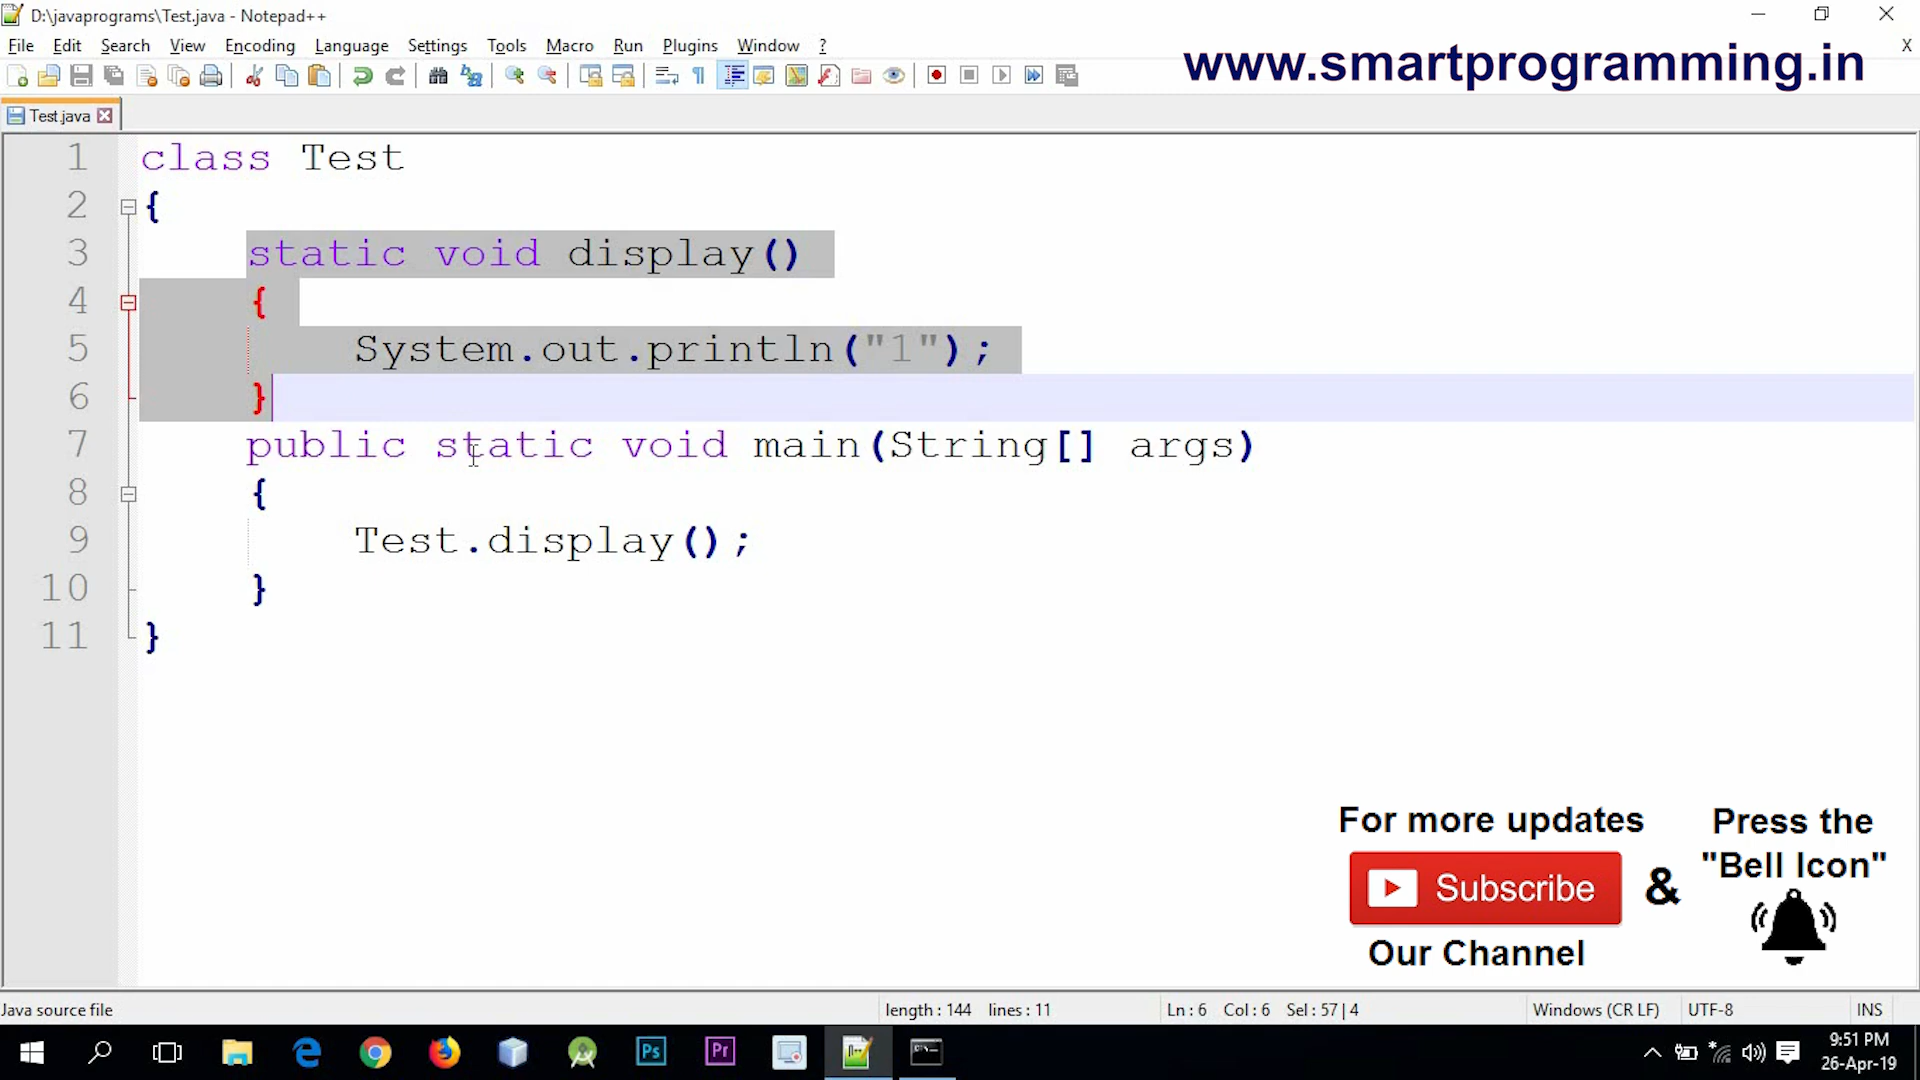 D:\javaprograms\Test.java - Notepad++
File Edit Search View Encoding Language Settings Tools Macro Run Plugins Window ?
www.smartprogramming.in
Test.java
1 class Test
2 {
3 static void display()
4 {
5 System.out.println("1");
6 }
7 public static void main(String[] args)
8 {
9 Test.display();
10 }
11 }
For more updates
Subscribe
Our Channel
&
Press the
"Bell Icon"
Java source file length : 144 lines : 11 Ln : 6 Col : 6 Sel : 57 | 4 Windows (CR LF) UTF-8 INS
Ps Pr
9:51 PM
26-Apr-19